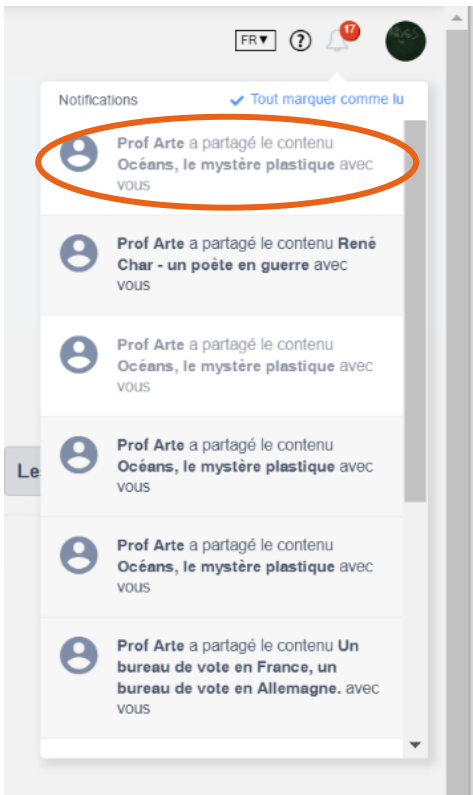 FR▼ ? 17
Notifications ✓ Tout marquer comme lu
Prof Arte a partagé le contenu
Océans, le mystère plastique avec
vous
Prof Arte a partagé le contenu René
Char - un poète en guerre avec
vous
Prof Arte a partagé le contenu
Océans, le mystère plastique avec
vous
Prof Arte a partagé le contenu
Océans, le mystère plastique avec
vous
Le
Prof Arte a partagé le contenu
Océans, le mystère plastique avec
vous
Prof Arte a partagé le contenu Un
bureau de vote en France, un
bureau de vote en Allemagne. avec
vous